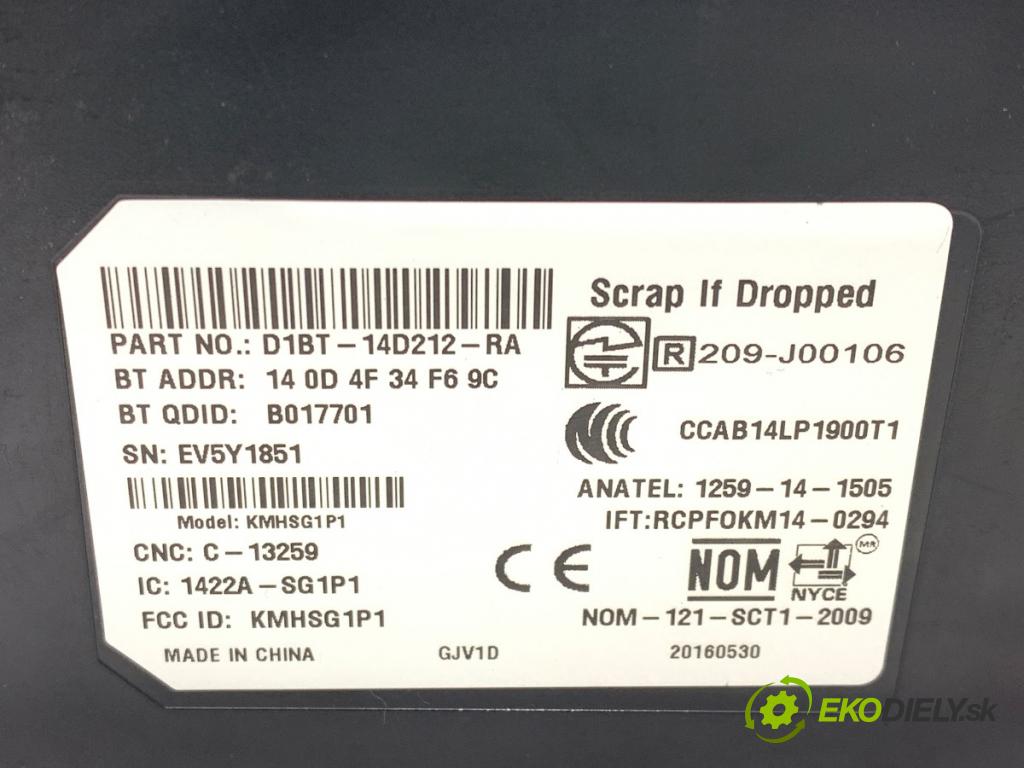 PART NO.: D1BT-14D212-RA
BT ADDR: 14 0D 4F 34 F6 9C
BT QDID: B017701
SN: EV5Y1851
Model: KMHSG1P1
CNC: C-13259
IC: 1422A-SG1P1
FCC ID: KMHSG1P1
MADE IN CHINA
GJV1D
Scrap If Dropped
R 209-J00106
CCAB14LP1900T1
ANATEL: 1259-14-1505
IFT:RCPFOKM14-0294
CE
NOM
NYCE
NOM-121-SCT1-2009
20160530
EKODIELY.sk